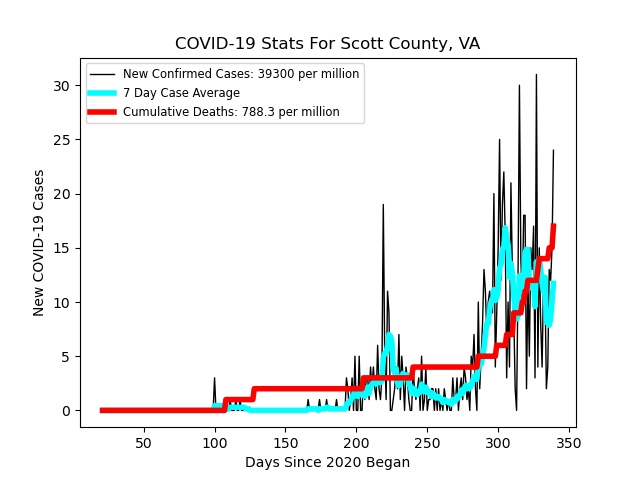 COVID-19 Stats For Scott County, VA
New Confirmed Cases: 39300 per million
7 Day Case Average
Cumulative Deaths: 788.3 per million
New COVID-19 Cases
30
25
20
15
10
5
0
50
100
150
200
250
300
350
Days Since 2020 Began